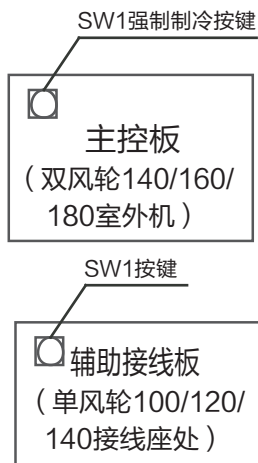 SW1强制制冷按键
主控板
（双风轮140/160/
180室外机）
SW1按键
辅助接线板
（单风轮100/120/
140接线座处）